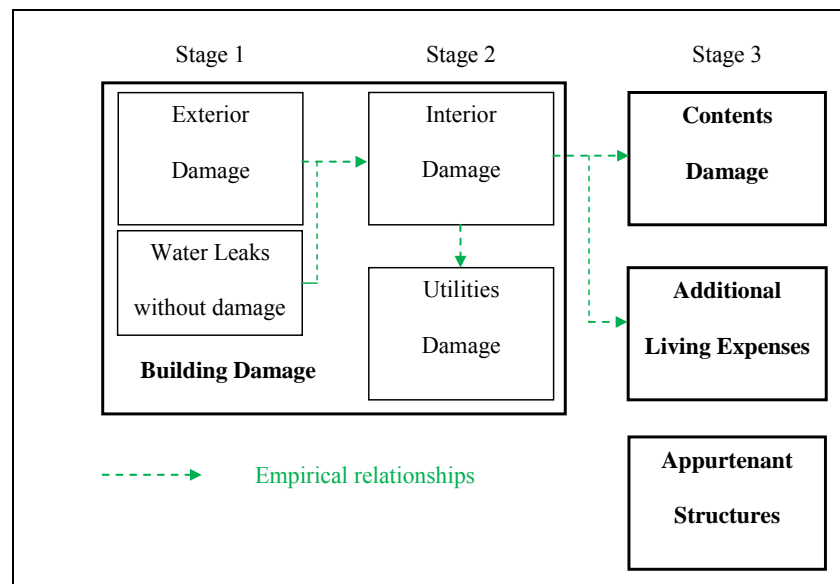 Stage 1
Stage 2
Stage 3
Exterior
Damage
Water Leaks
without damage
Building Damage
Interior
Damage
Utilities
Damage
Contents
Damage
Additional
Living Expenses
Appurtenant
Structures
Empirical relationships